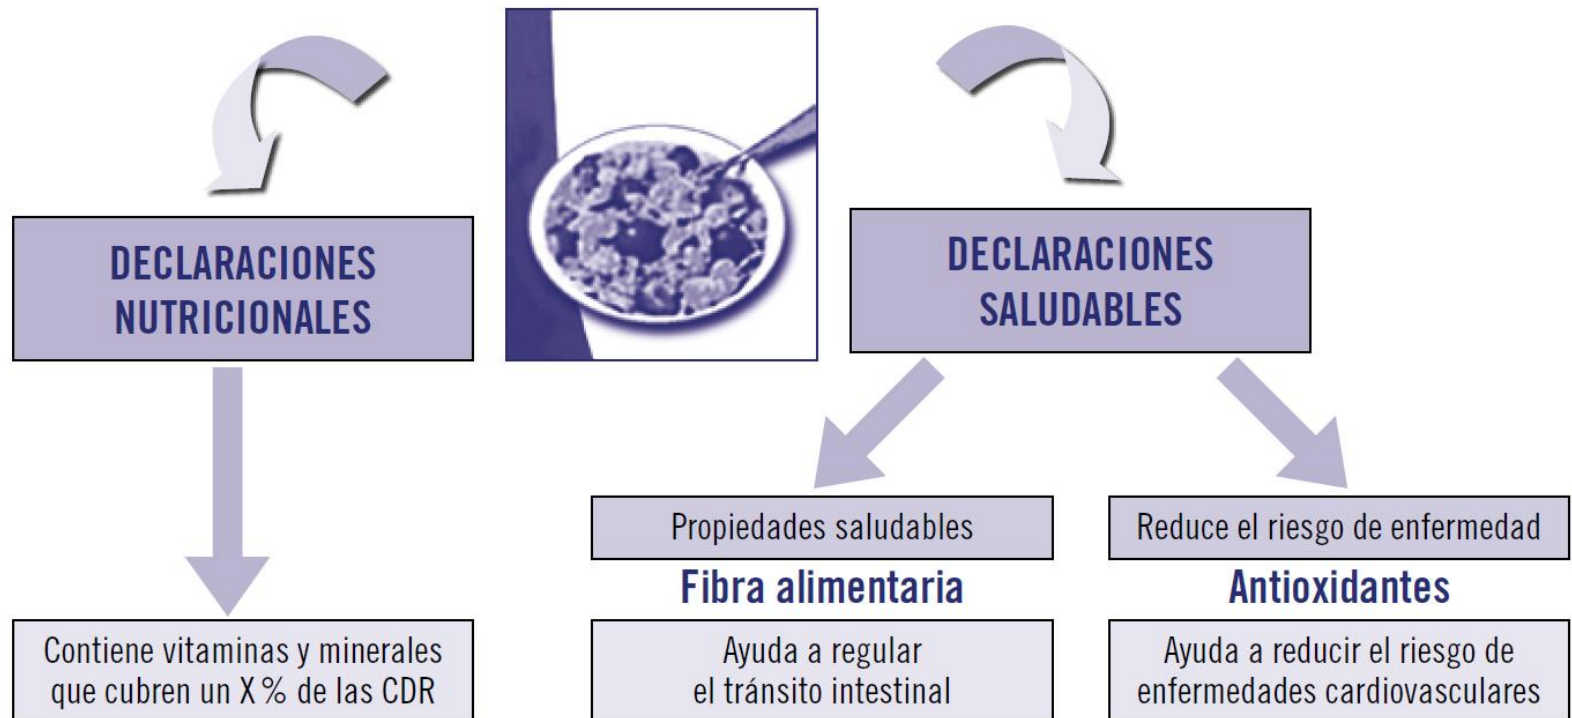 DECLARACIONES
NUTRICIONALES
DECLARACIONES
SALUDABLES
Contiene vitaminas y minerales
que cubren un X % de las CDR
Propiedades saludables
Fibra alimentaria
Ayuda a regular
el tránsito intestinal
Reduce el riesgo de enfermedad
Antioxidantes
Ayuda a reducir el riesgo de
enfermedades cardiovasculares